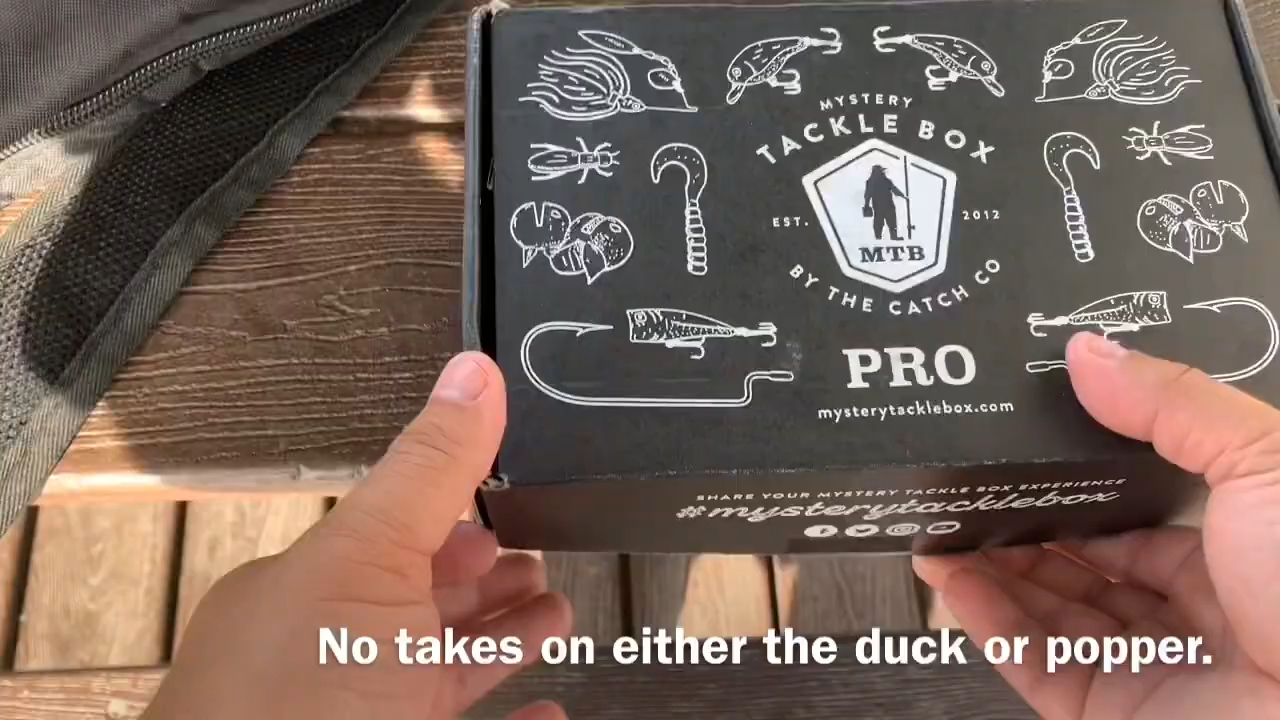 MYSTERY
TACKLE BOX
EST. 2012
MTB
BY THE CATCH CO
PRO
mysterytacklebox.com
SHARE YOUR MYSTERY TACKLE BOX EXPERIENCE
#mysterytacklebox
No takes on either the duck or popper.